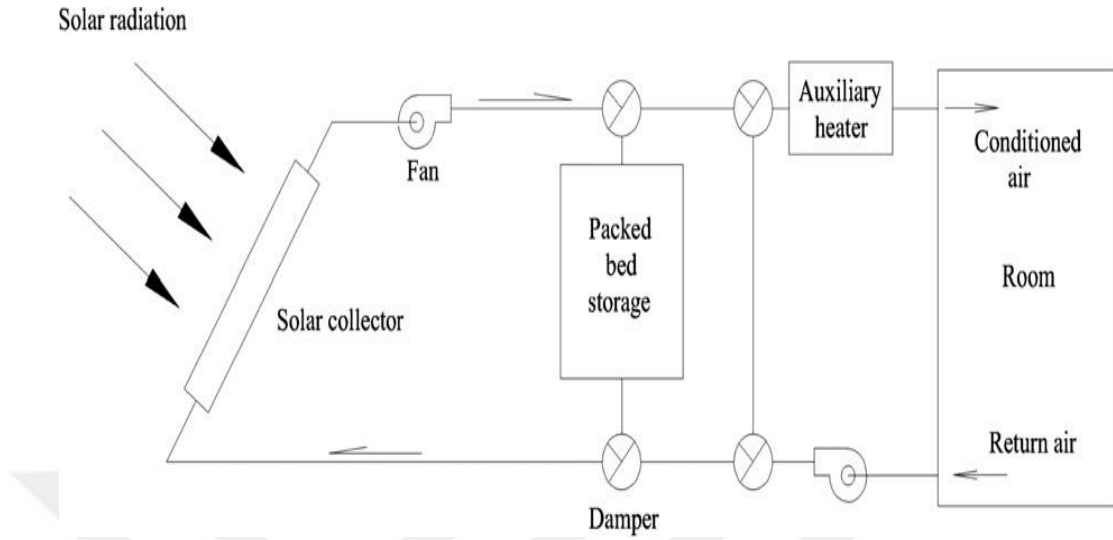 Solar radiation
Fan
Auxiliary
heater
Conditioned
air
Packed
bed
storage
Room
Solar collector
Return air
Damper